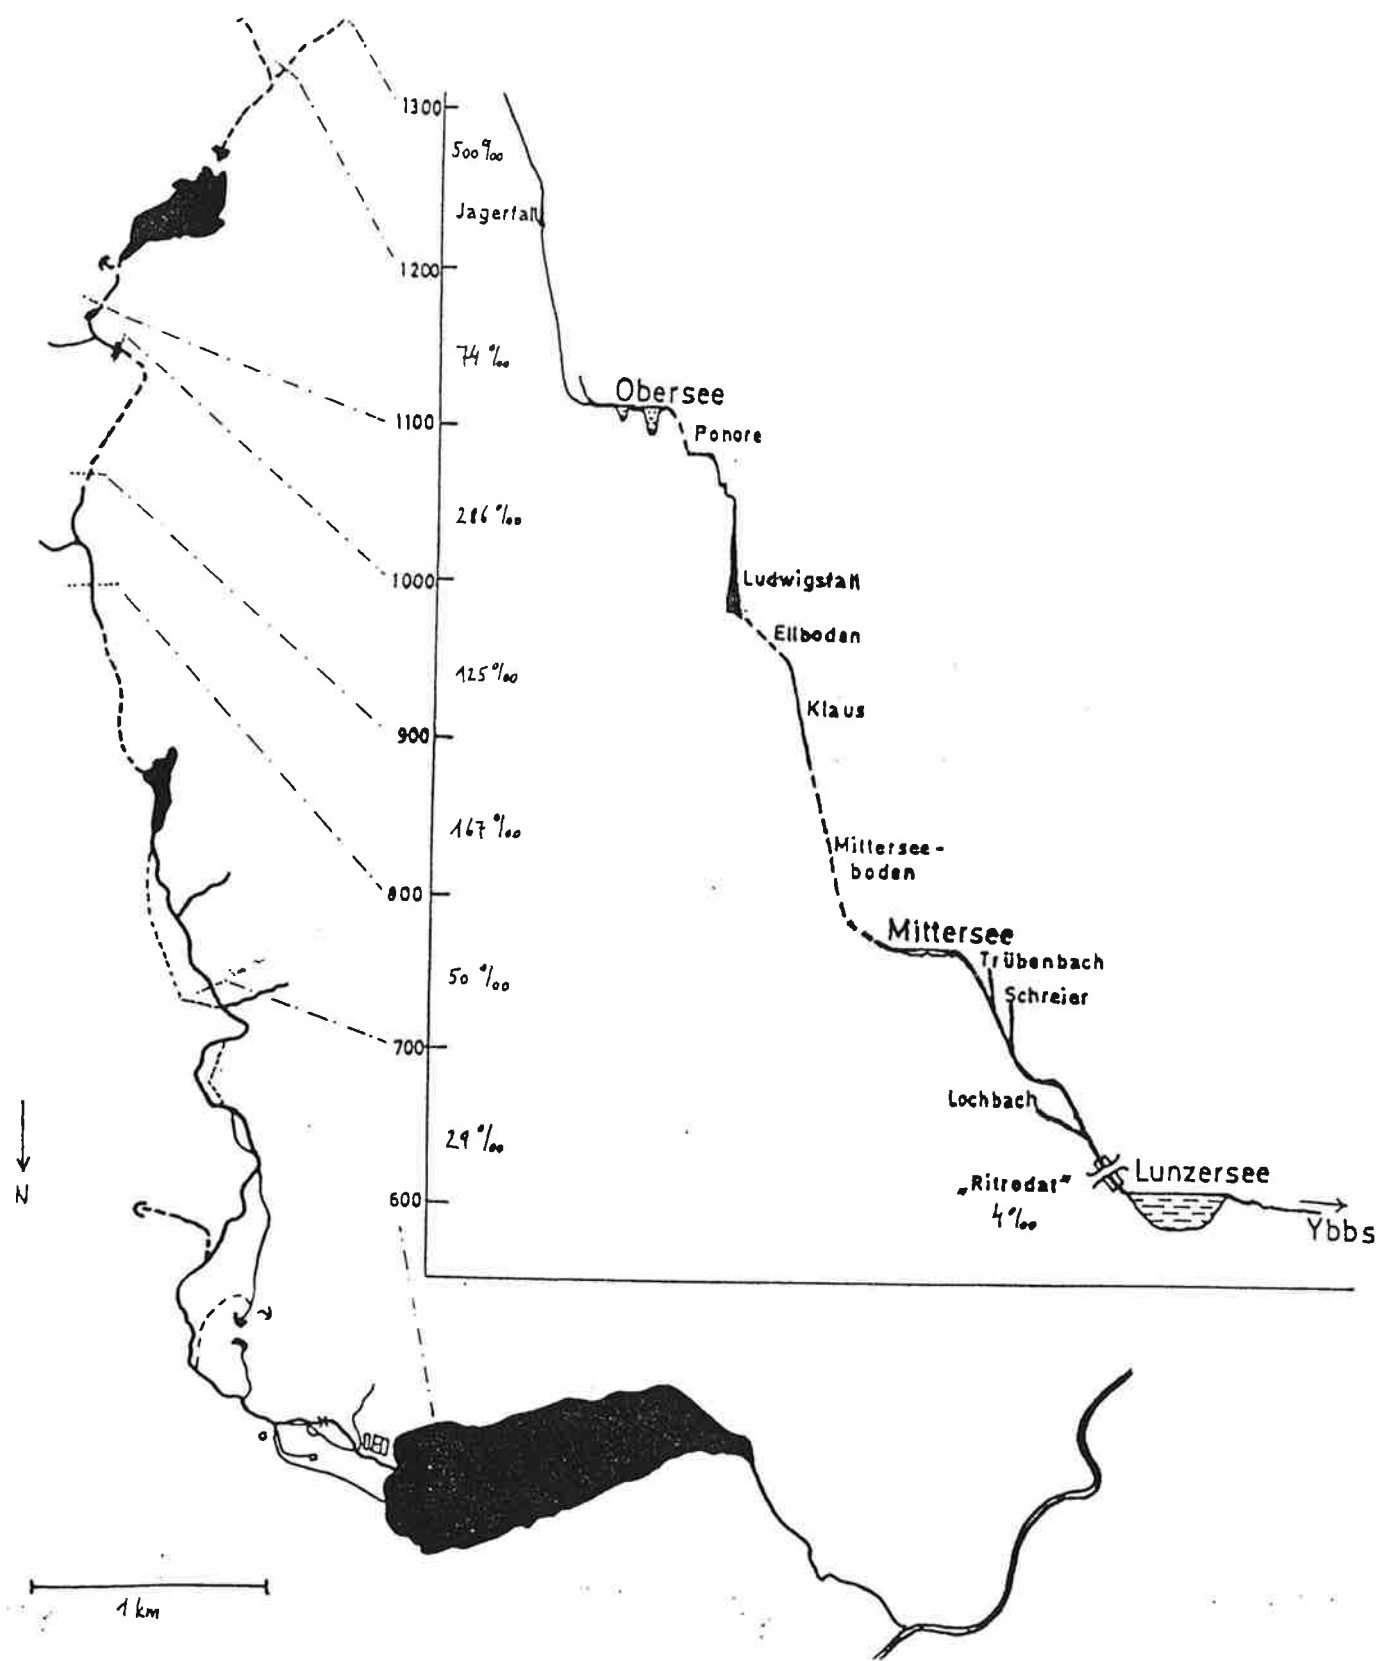 1300
500‰
Jagerfall
1200
74‰
Obersee
1100
Ponore
286‰
1000
Ludwigsfall
Ellboden
125‰
Klaus
900
167‰
Mittersee-
boden
800
Mittersee
Trübenbach
50‰
Schreier
700
Lochbach
29‰
Lunzersee
„Ritrodat"
600
4‰
Ybbs
N
1 km